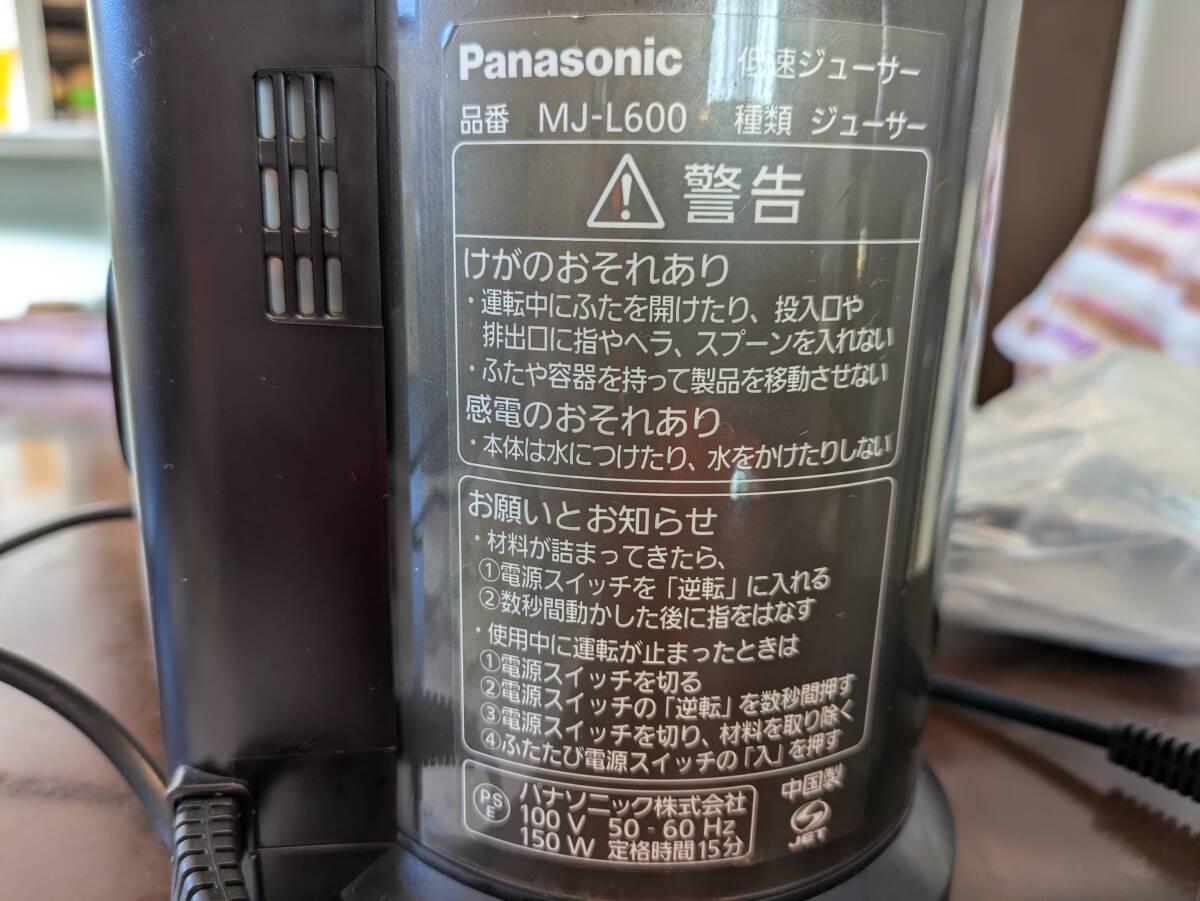 Panasonic 低速ジューサー
品番 MJ-L600 種類 ジューサー
警告
けがのおそれあり
・運転中にふたを開けたり、投入口や
排出口に指やヘラ、スプーンを入れない
・ふたや容器を持って製品を移動させない
感電のおそれあり
・本体は水につけたり、水をかけたりしない
お願いとお知らせ
・材料が詰まってきたら、
①電源スイッチを「逆転」に入れる
②数秒間動かした後に指をはなす
・使用中に運転が止まったときは
①電源スイッチを切る
②電源スイッチの「逆転」を数秒間押す
③電源スイッチを切り、材料を取り除く
④ふたたび電源スイッチの「入」を押す
PSE
パナソニック株式会社
100 V 50-60 Hz
150 W 定格時間15分
中国製
JET